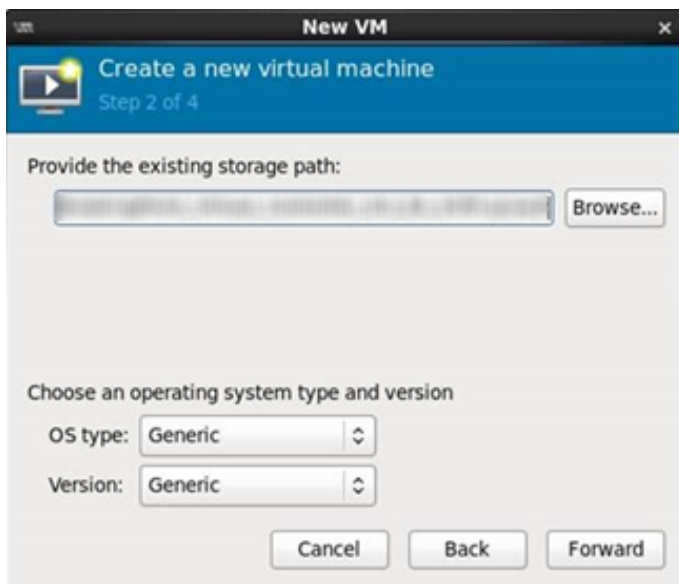 VM New VM ×
Create a new virtual machine
Step 2 of 4
Provide the existing storage path:
Browse...
Choose an operating system type and version
OS type: Generic
Version: Generic
Cancel Back Forward